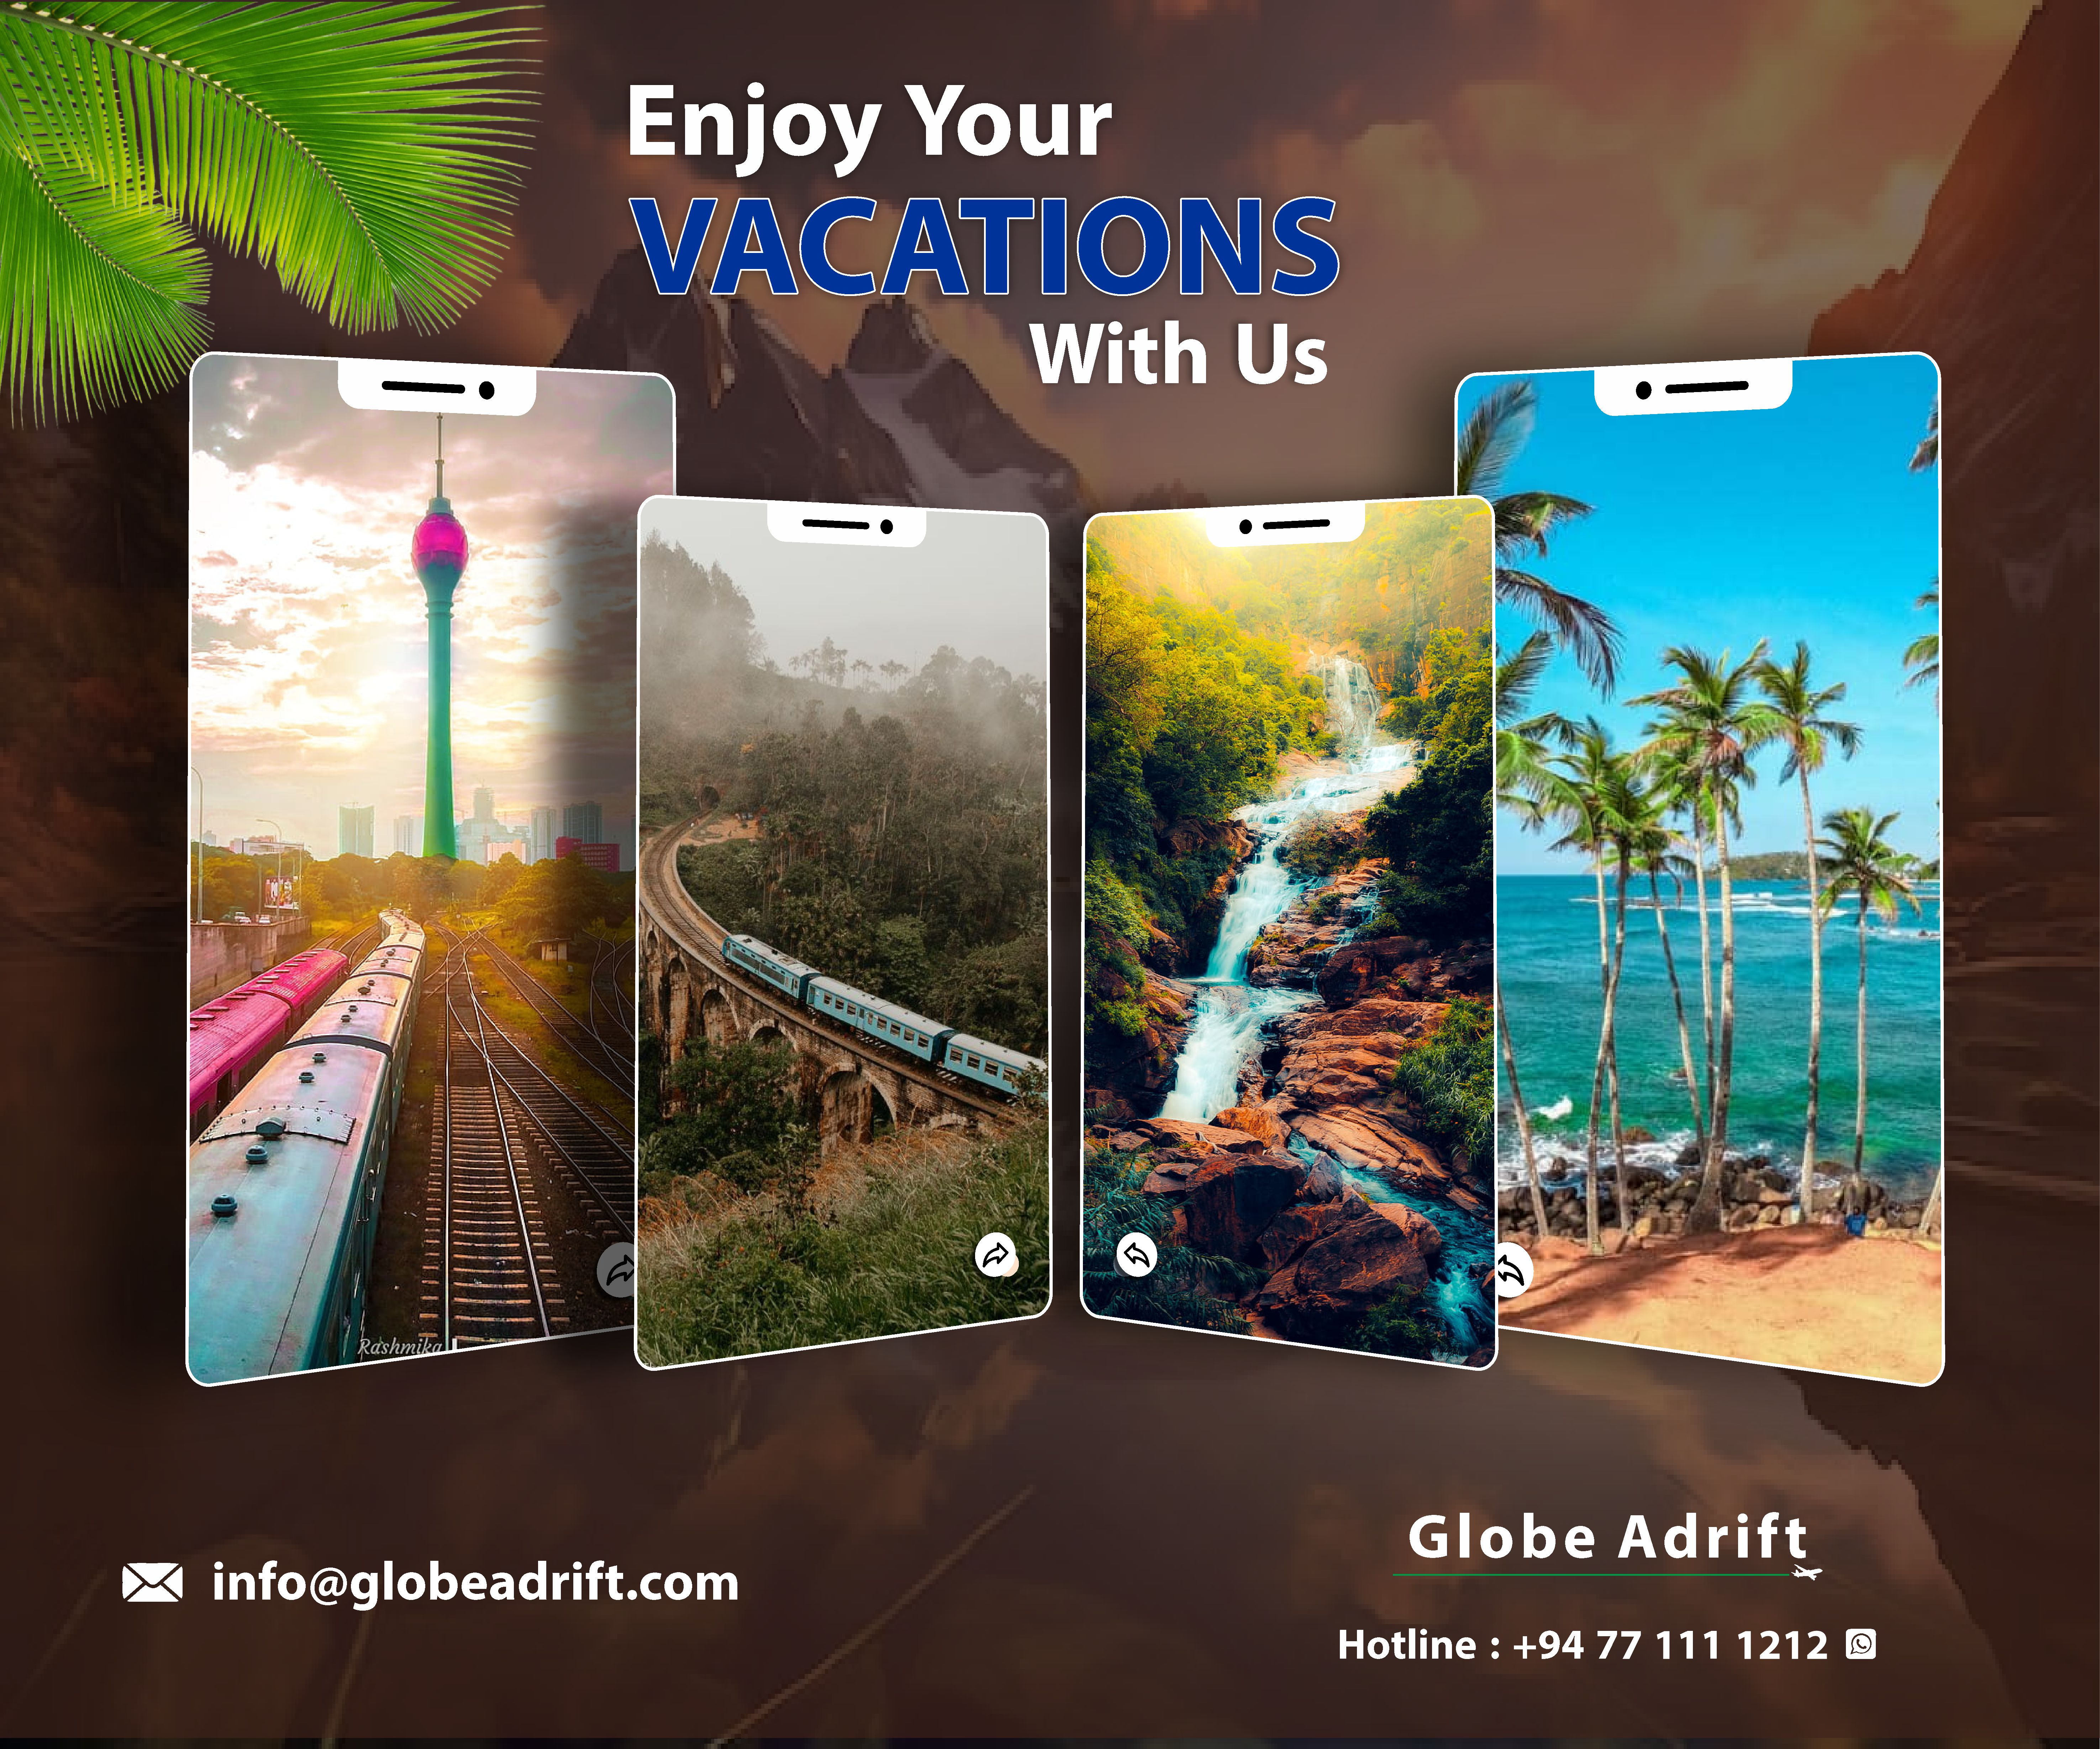 Enjoy Your
VACATIONS
With Us
Rashmika
Globe Adrift
info@globeadrift.com
Hotline : +94 77 111 1212